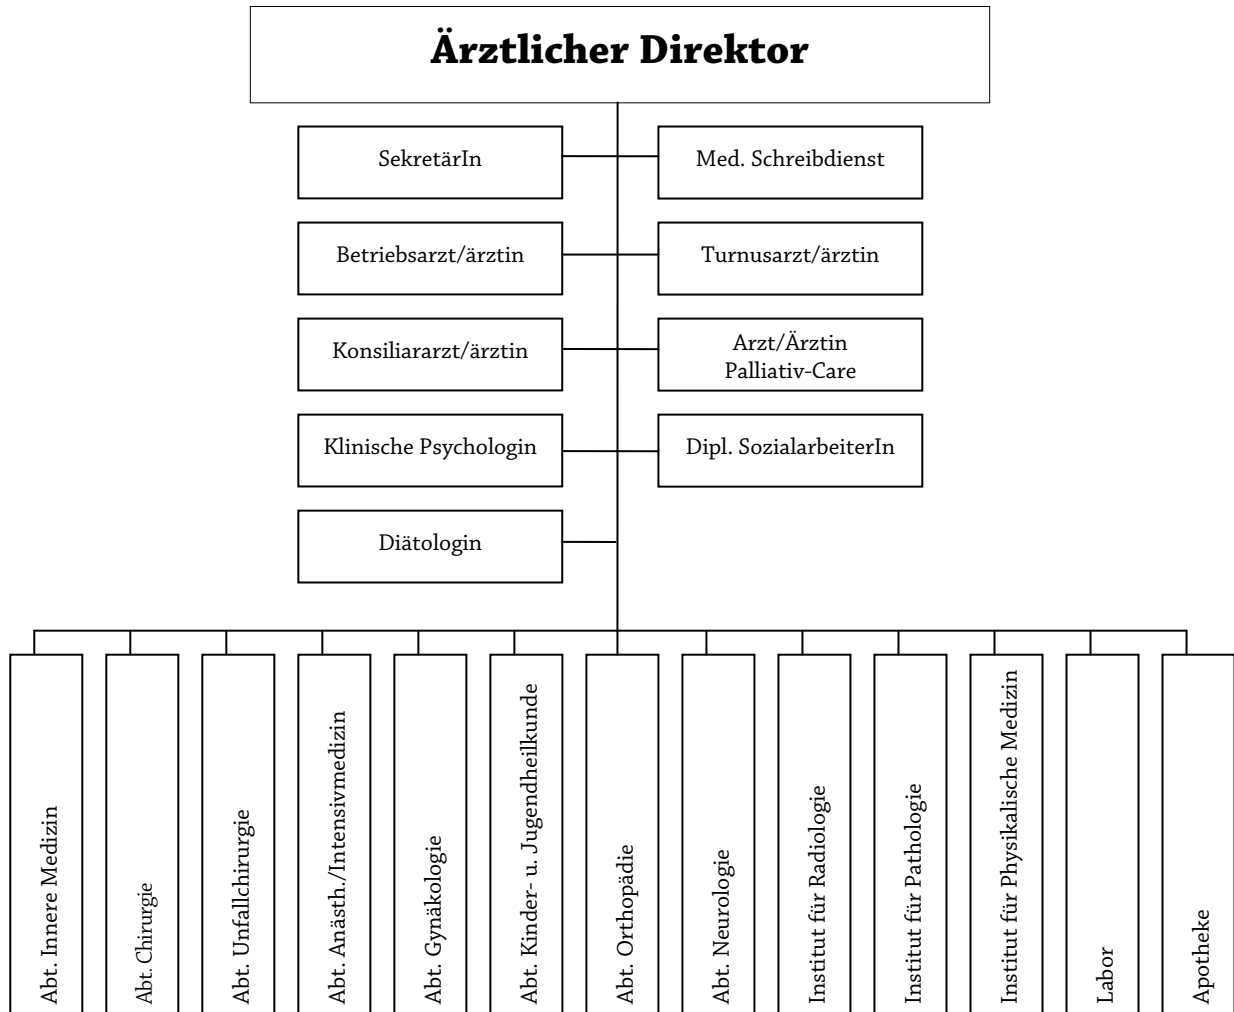 Ärztlicher Direktor
SekretärIn
Med. Schreibdienst
Betriebsarzt/ärztin
Turnusarzt/ärztin
Konsiliararzt/ärztin
Arzt/Ärztin
Palliativ-Care
Klinische Psychologin
Dipl. SozialarbeiterIn
Diätologin
Abt. Innere Medizin
Abt. Chirurgie
Abt. Unfallchirurgie
Abt. Anästh./Intensivmedizin
Abt. Gynäkologie
Abt. Kinder- u. Jugendheilkunde
Abt. Orthopädie
Abt. Neurologie
Institut für Radiologie
Institut für Pathologie
Institut für Physikalische Medizin
Labor
Apotheke